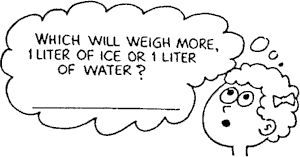 WHICH WILL WEIGH MORE,
1 LITER OF ICE OR 1 LITER
OF WATER?